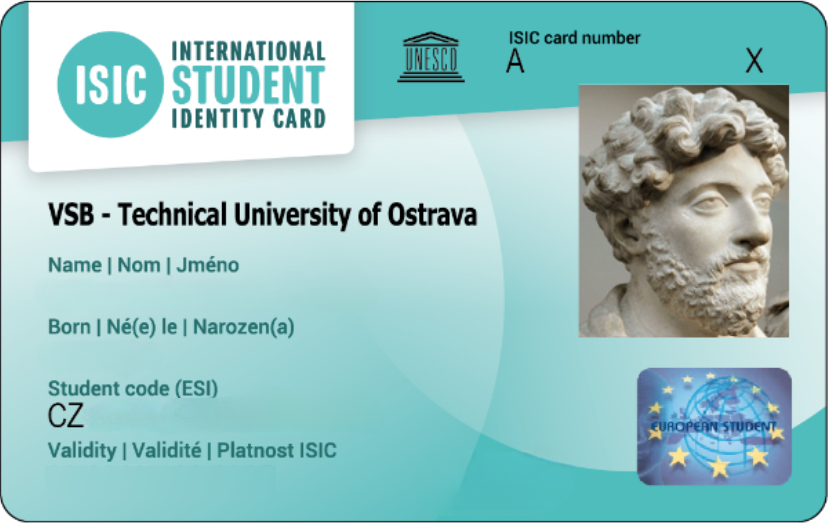 ISIC
INTERNATIONAL
STUDENT
IDENTITY CARD
UNESCO
ISIC card number
A X
VSB - Technical University of Ostrava
Name | Nom | Jméno
Born | Né(e) le | Narozen(a)
Student code (ESI)
CZ
Validity | Validité | Platnost ISIC
EUROPEAN STUDENT